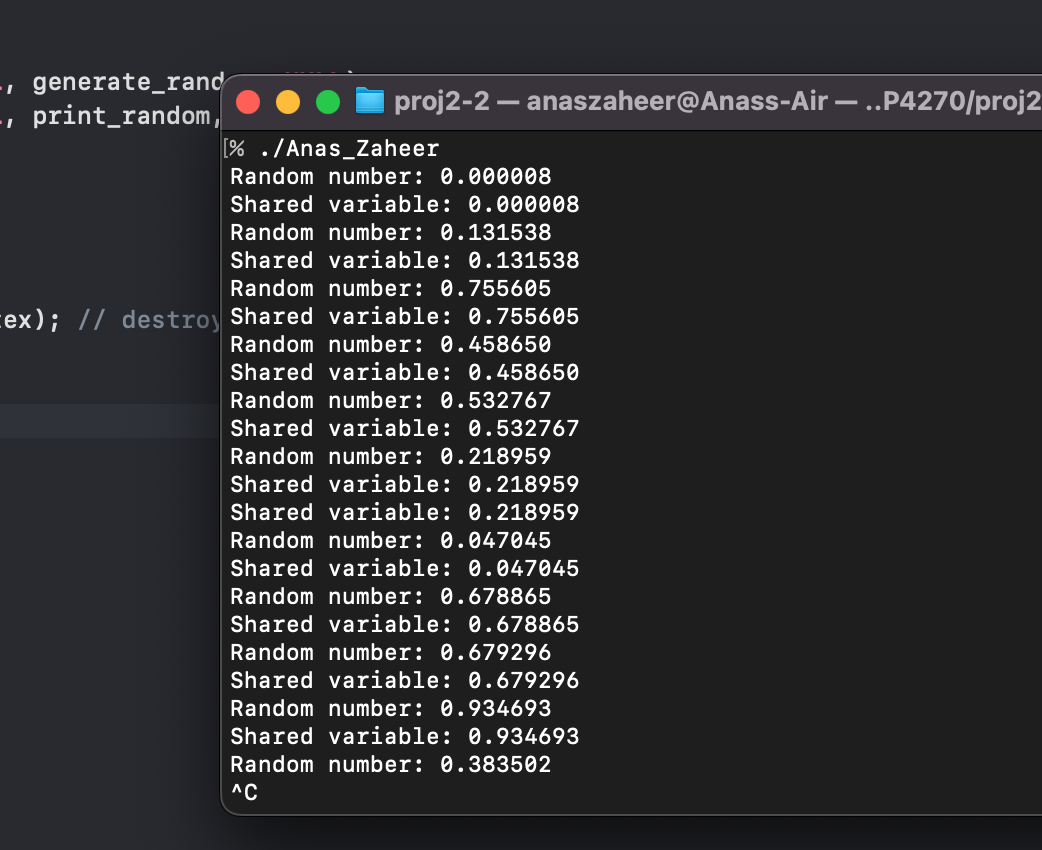 , generate_rand
, print_random,
ex); // destroy
proj2-2 — anaszaheer@Anass-Air — ..P4270/proj2
[% ./Anas_Zaheer
Random number: 0.000008
Shared variable: 0.000008
Random number: 0.131538
Shared variable: 0.131538
Random number: 0.755605
Shared variable: 0.755605
Random number: 0.458650
Shared variable: 0.458650
Random number: 0.532767
Shared variable: 0.532767
Random number: 0.218959
Shared variable: 0.218959
Shared variable: 0.218959
Random number: 0.047045
Shared variable: 0.047045
Random number: 0.678865
Shared variable: 0.678865
Random number: 0.679296
Shared variable: 0.679296
Random number: 0.934693
Shared variable: 0.934693
Random number: 0.383502
^C